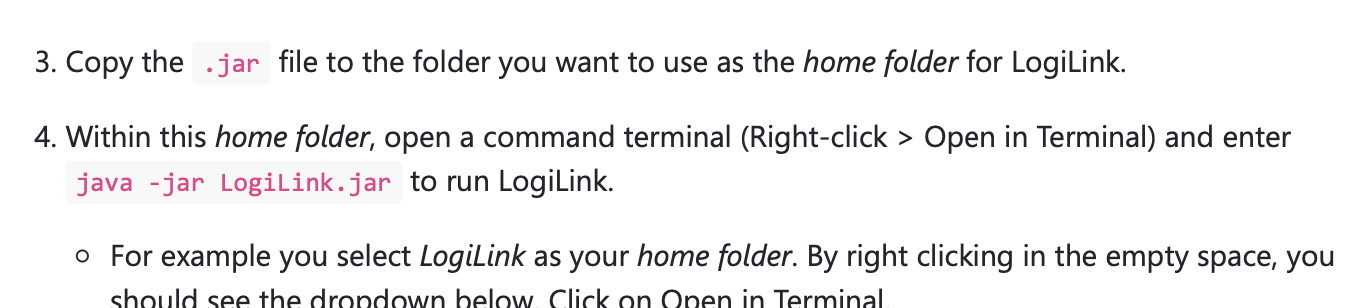 3. Copy the .jar file to the folder you want to use as the home folder for LogiLink.
4. Within this home folder, open a command terminal (Right-click > Open in Terminal) and enter
java -jar LogiLink.jar to run LogiLink.
For example you select LogiLink as your home folder. By right clicking in the empty space, you
should see the dropdown below. Click on Open in Terminal.